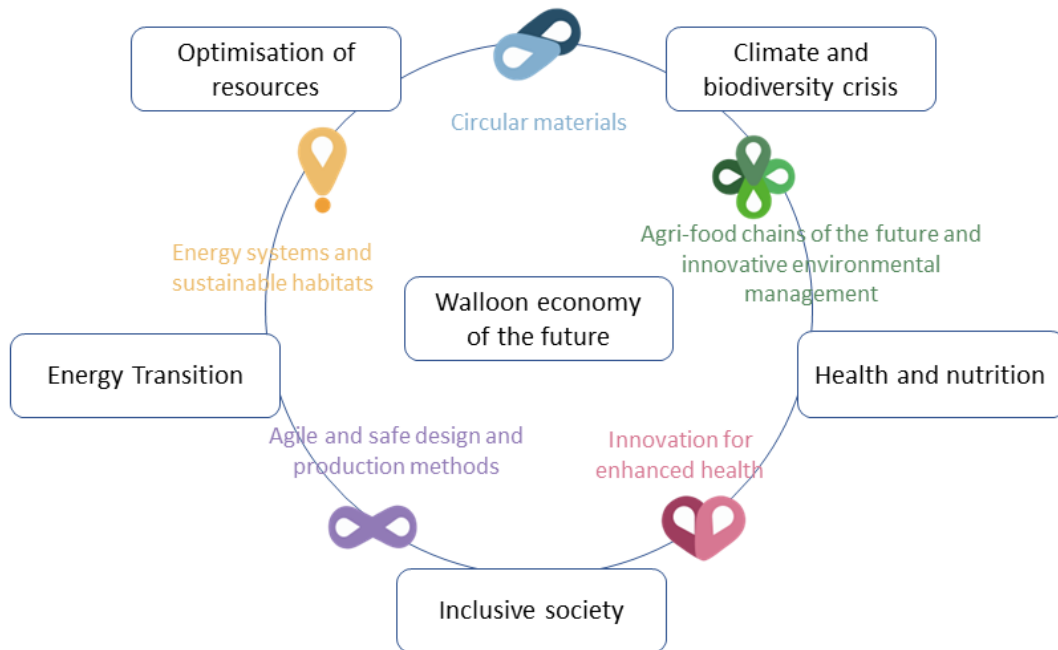 Optimisation of
resources
Climate and
biodiversity crisis
Circular materials
Energy systems and
sustainable habitats
Agri-food chains of the future and
innovative environmental
management
Walloon economy
of the future
Energy Transition
Health and nutrition
Agile and safe design and
production methods
Innovation for
enhanced health
Inclusive society